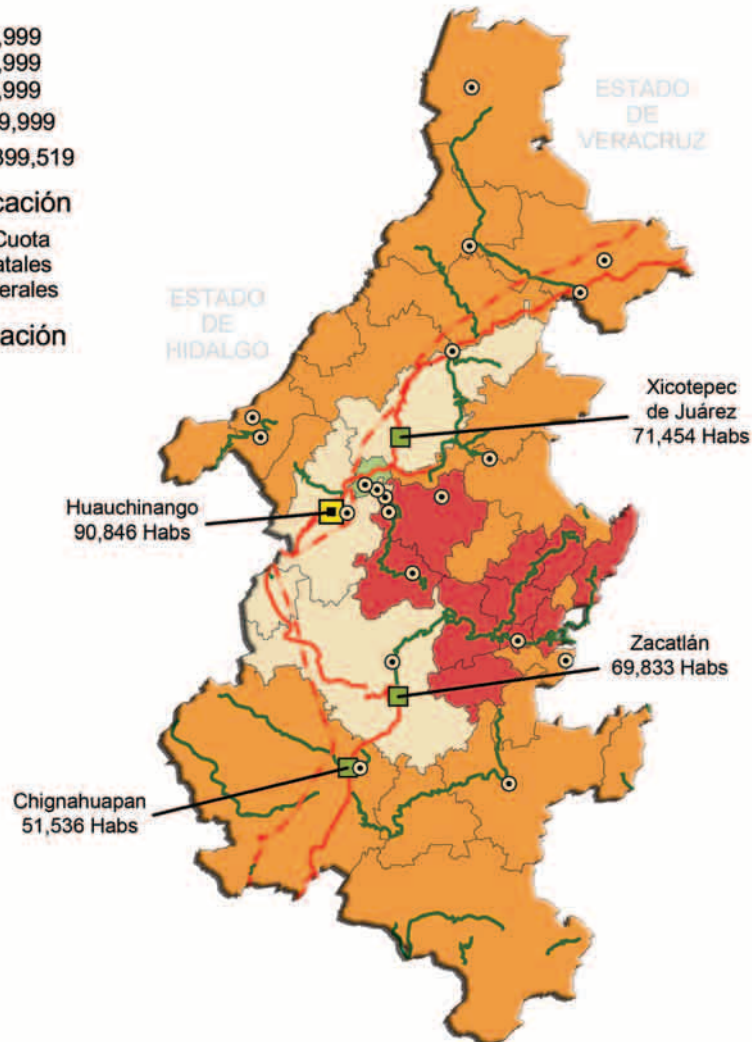 ,999
,999
,999
9,999
399,519
cación
Cuota
atales
erales
ación
ESTADO
DE
VERACRUZ
ESTADO
DE
HIDALGO
Xicotepec
de Juárez
71,454 Habs
Huauchinango
90,846 Habs
Zacatlán
69,833 Habs
Chignahuapan
51,536 Habs